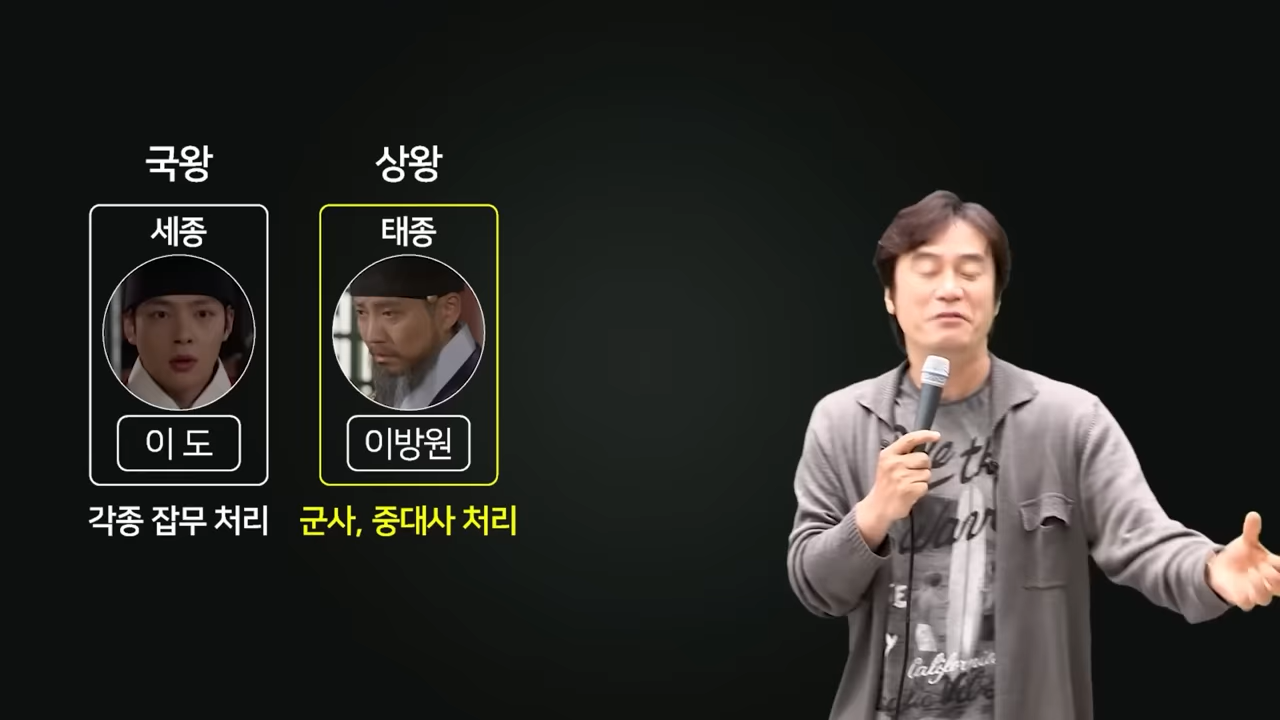 국왕
세종
이 도
각종 잡무 처리
상왕
태종
이방원
군사, 중대사 처리
California